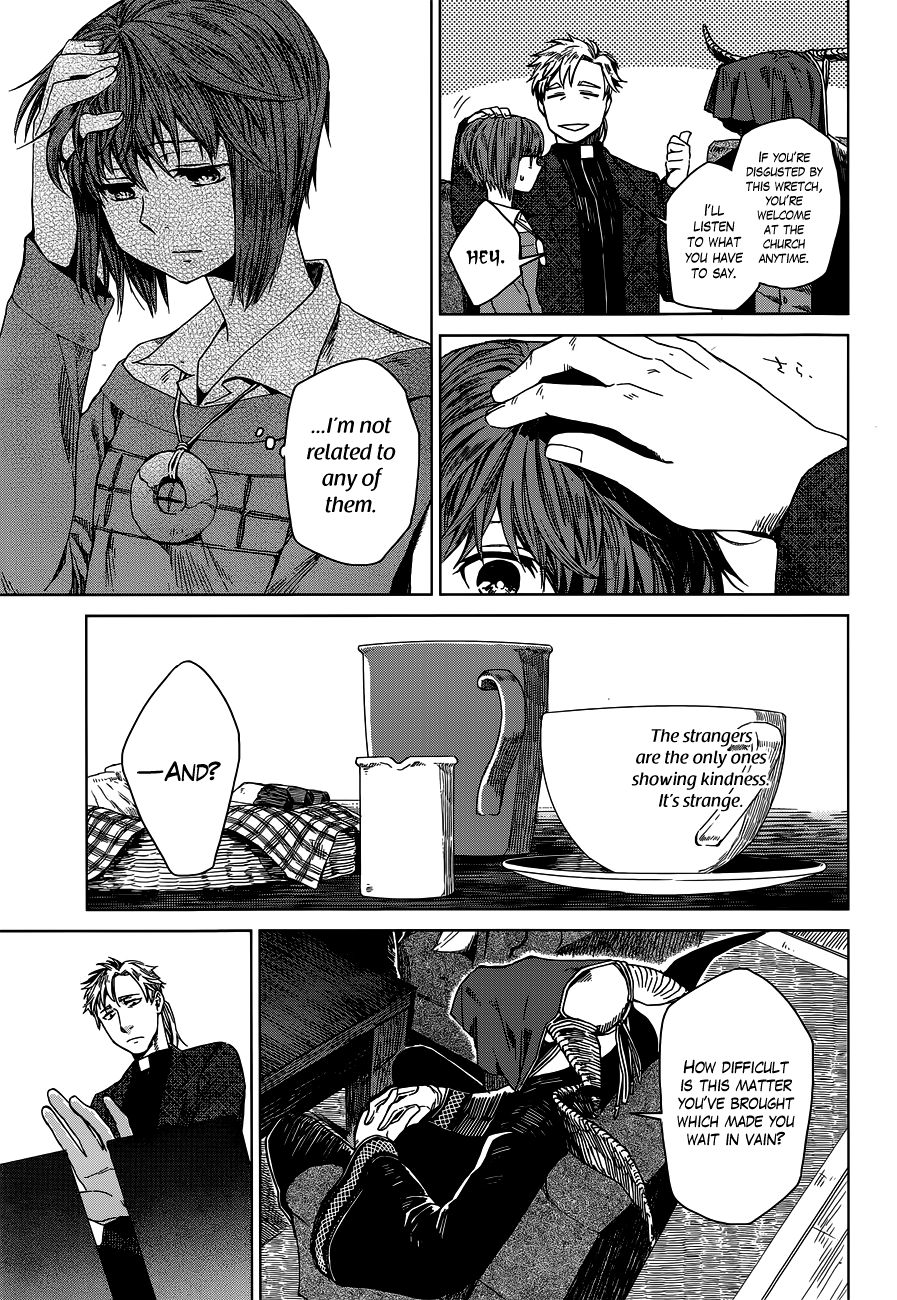 IF YOU'RE
DISGUSTED BY
THIS WRETCH,
YOU'RE
WELCOME
AT THE
CHURCH
ANYTIME.
I'LL
LISTEN
TO WHAT
YOU HAVE
TO SAY.
HEY.
さら.
...I'm not
related to
any of
them.
The strangers
are the only ones
showing kindness.
It's strange.
—AND?
HOW DIFFICULT
IS THIS MATTER
YOU'VE BROUGHT
WHICH MADE YOU
WAIT IN VAIN?